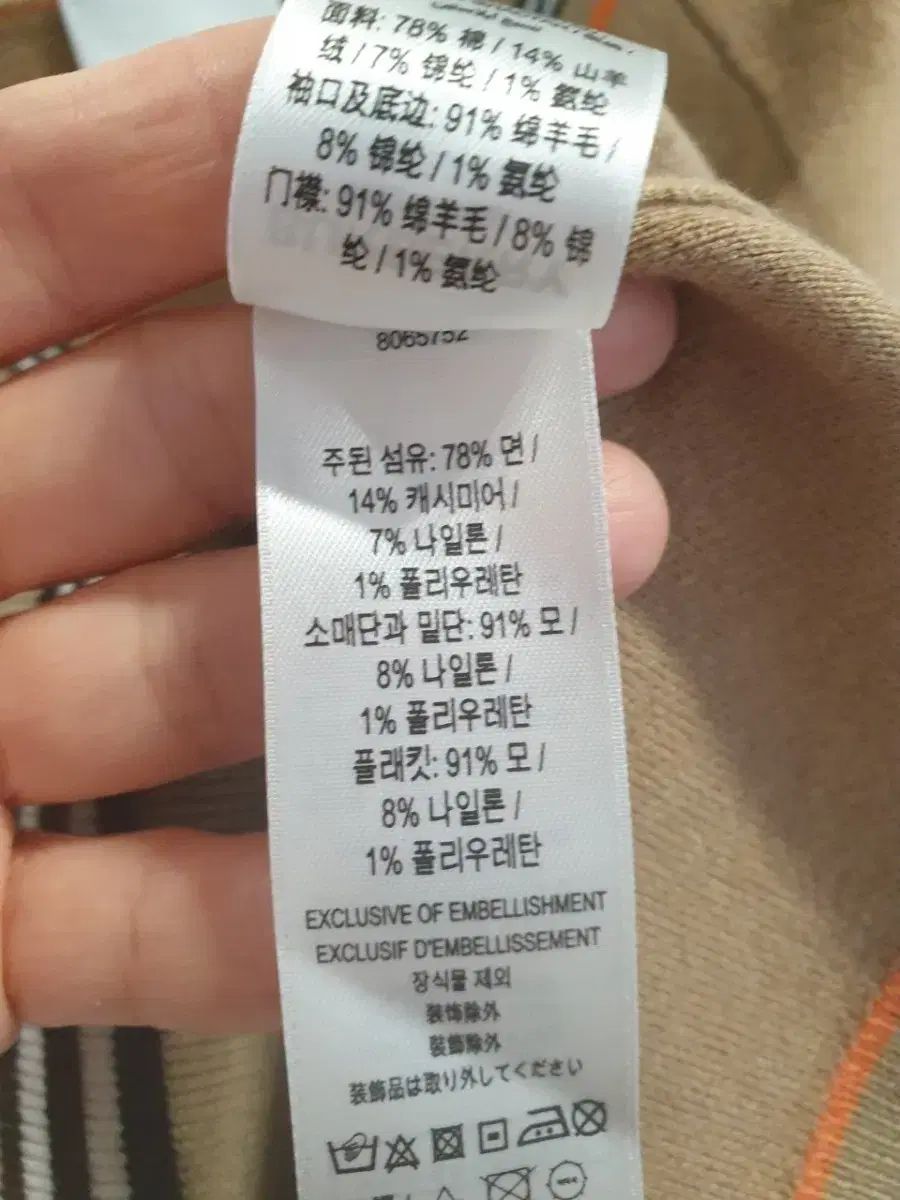 面料: 78% 棉 / 14% 山羊
绒 / 7% 锦纶 / 1% 氨纶
袖口及底边: 91% 绵羊毛 /
8% 锦纶 / 1% 氨纶
门襟: 91% 绵羊毛 / 8% 锦
纶 / 1% 氨纶
8065752
주된 섬유: 78% 면 /
14% 캐시미어 /
7% 나일론 /
1% 폴리우레탄
소매단과 밑단: 91% 모 /
8% 나일론 /
1% 폴리우레탄
플래킷: 91% 모 /
8% 나일론 /
1% 폴리우레탄
EXCLUSIVE OF EMBELLISHMENT
EXCLUSIF D'EMBELLISSEMENT
장식물 제외
装饰除外
裝飾除外
装飾品は取り外してください